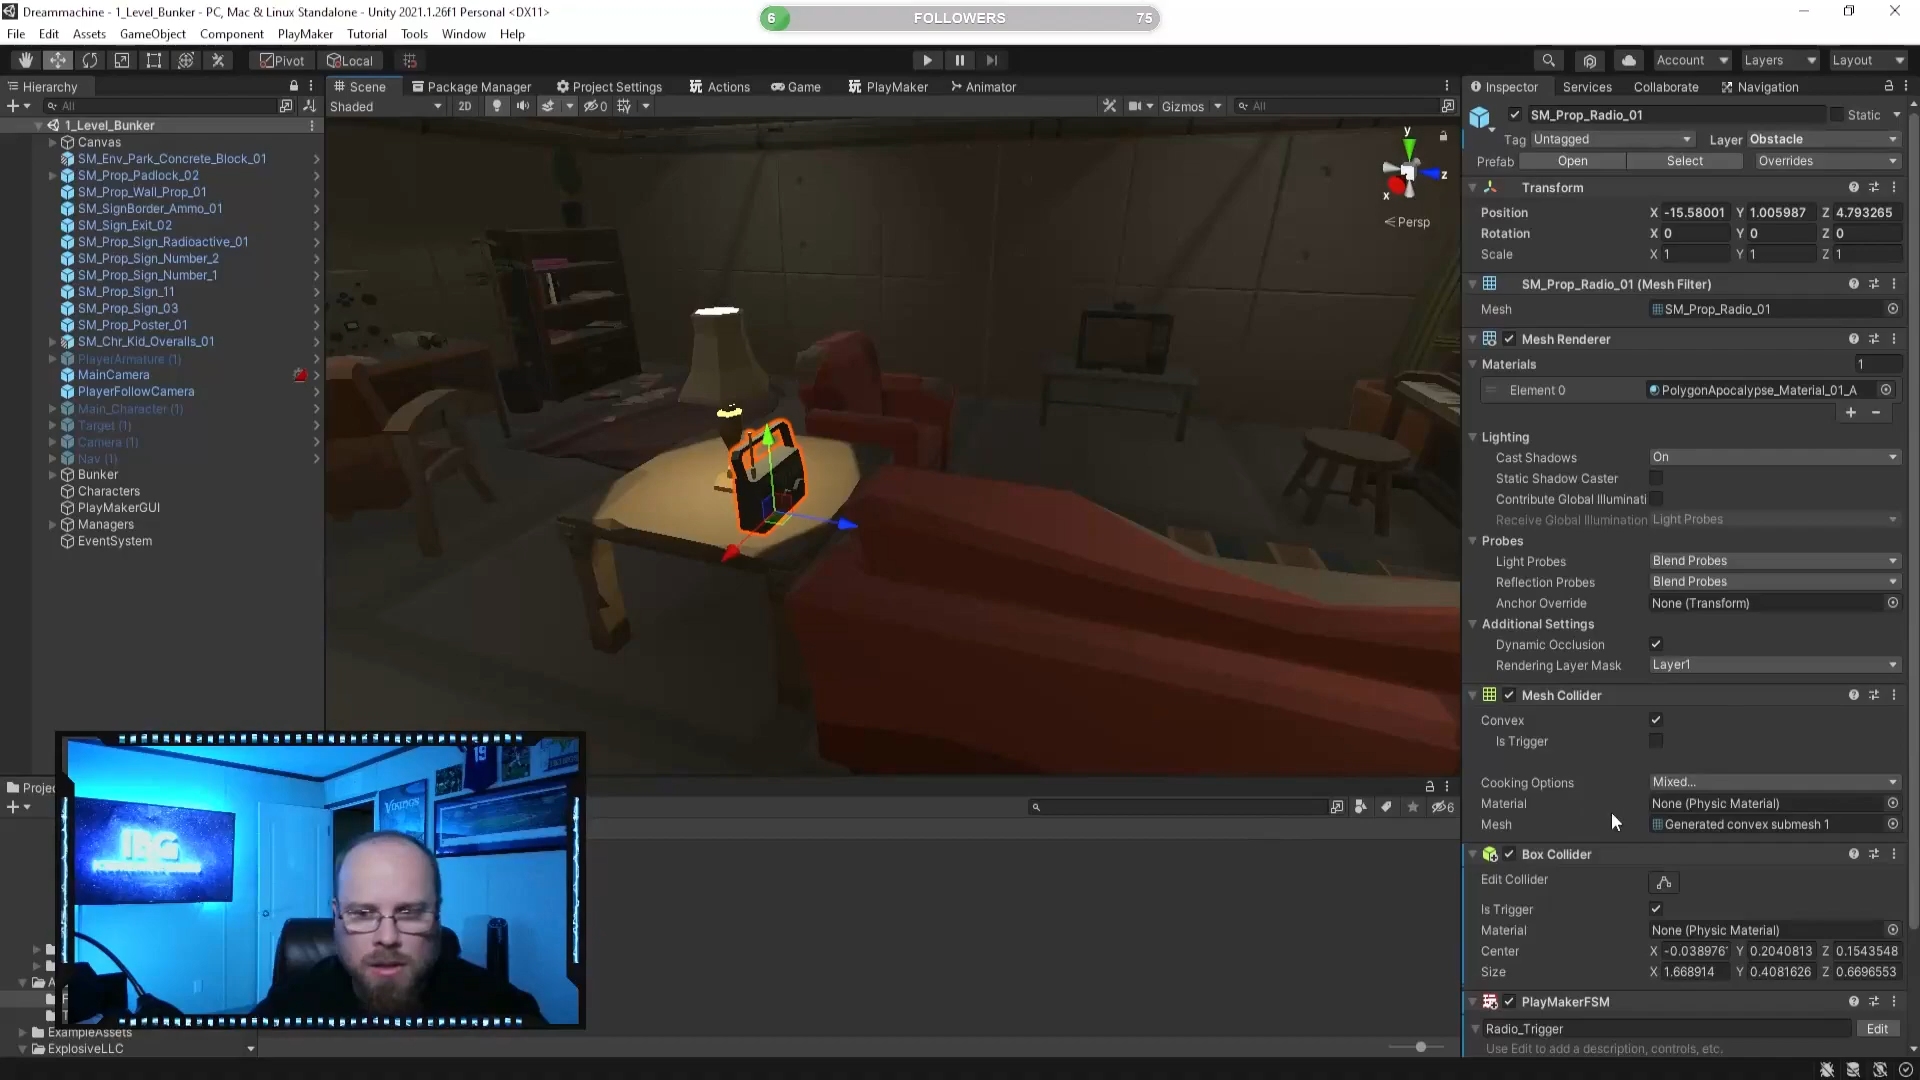 Dreammachine - 1_Level_Bunker - PC, Mac & Linux Standalone - Unity 2021.1.26f1 Personal <DX11>
6 FOLLOWERS 75
File Edit Assets GameObject Component PlayMaker Tutorial Tools Window Help
Pivot Local
Account Layers Layout
Hierarchy
All
1_Level_Bunker
Canvas
SM_Env_Park_Concrete_Block_01
SM_Prop_Padlock_02
SM_Prop_Wall_Prop_01
SM_SignBorder_Ammo_01
SM_Sign_Exit_02
SM_Prop_Sign_Radioactive_01
SM_Prop_Sign_Number_2
SM_Prop_Sign_Number_1
SM_Prop_Sign_11
SM_Prop_Sign_03
SM_Prop_Poster_01
SM_Chr_Kid_Overalls_01
PlayerArmature (1)
MainCamera
PlayerFollowCamera
Main_Character (1)
Target (1)
Camera (1)
Nav (1)
Bunker
Characters
PlayMakerGUI
Managers
EventSystem
Scene Package Manager Project Settings Actions Game PlayMaker Animator
Shaded 2D 0 Gizmos All
y
z
x
Persp
Projec
6
VIKINGS
19
IBG
ExampleAssets
ExplosiveLLC
Inspector Services Collaborate Navigation
SM_Prop_Radio_01 Static
Tag Untagged Layer Obstacle
Prefab Open Select Overrides
Transform
Position X -15.58001 Y 1.005987 Z 4.793265
Rotation X 0 Y 0 Z 0
Scale X 1 Y 1 Z 1
SM_Prop_Radio_01 (Mesh Filter)
Mesh SM_Prop_Radio_01
Mesh Renderer
Materials 1
Element 0 PolygonApocalypse_Material_01_A
Lighting
Cast Shadows On
Static Shadow Caster
Contribute Global Illuminati
Receive Global Illumination Light Probes
Probes
Light Probes Blend Probes
Reflection Probes Blend Probes
Anchor Override None (Transform)
Additional Settings
Dynamic Occlusion
Rendering Layer Mask Layer1
Mesh Collider
Convex
Is Trigger
Cooking Options Mixed...
Material None (Physic Material)
Mesh Generated convex submesh 1
Box Collider
Edit Collider
Is Trigger
Material None (Physic Material)
Center X -0.038976 Y 0.2040813 Z 0.1543548
Size X 1.668914 Y 0.4081626 Z 0.6696553
PlayMakerFSM
Radio_Trigger Edit
Use Edit to add a description, controls, etc.